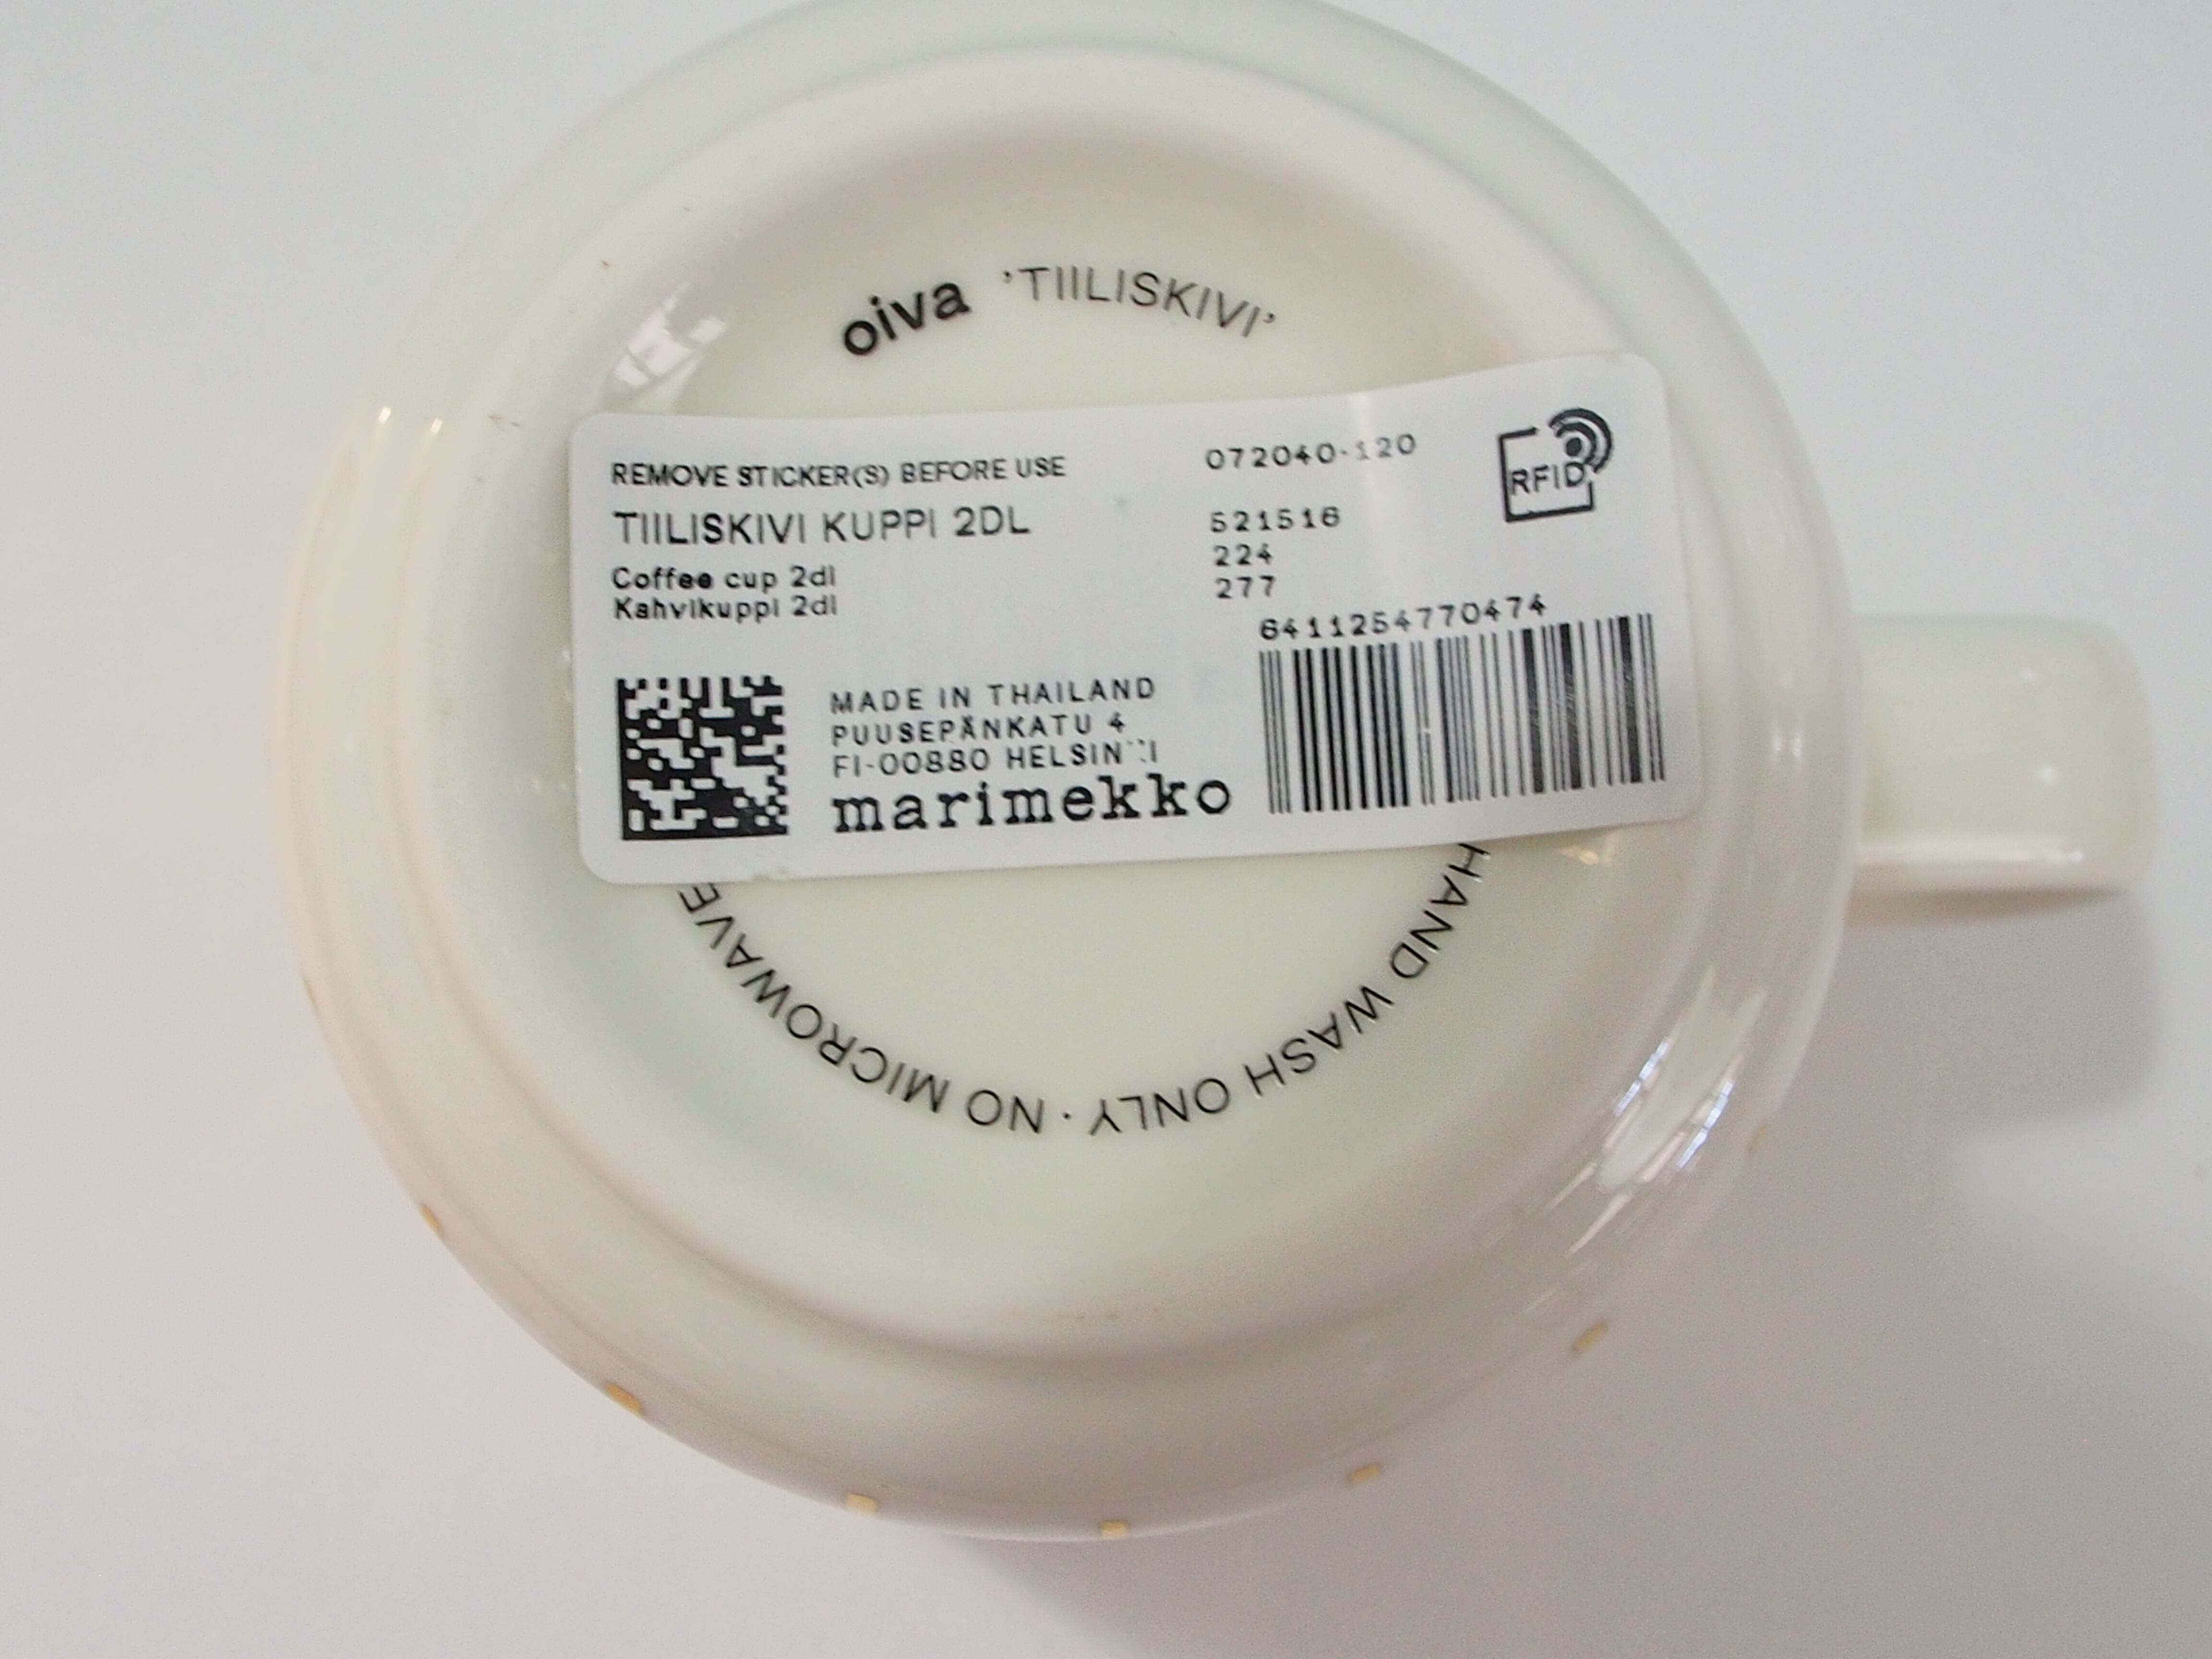 oiva 'TIILISKIVI'
REMOVE STICKER(S) BEFORE USE
TIILISKIVI KUPPI 2DL
Coffee cup 2dl
Kahvikuppi 2dl
072040-120
521516
224
277
RFID
6411254770474
MADE IN THAILAND
PUUSEPÄNKATU 4
FI-00880 HELSINKI
marimekko
HAND WASH ONLY · NO MICROWAVE